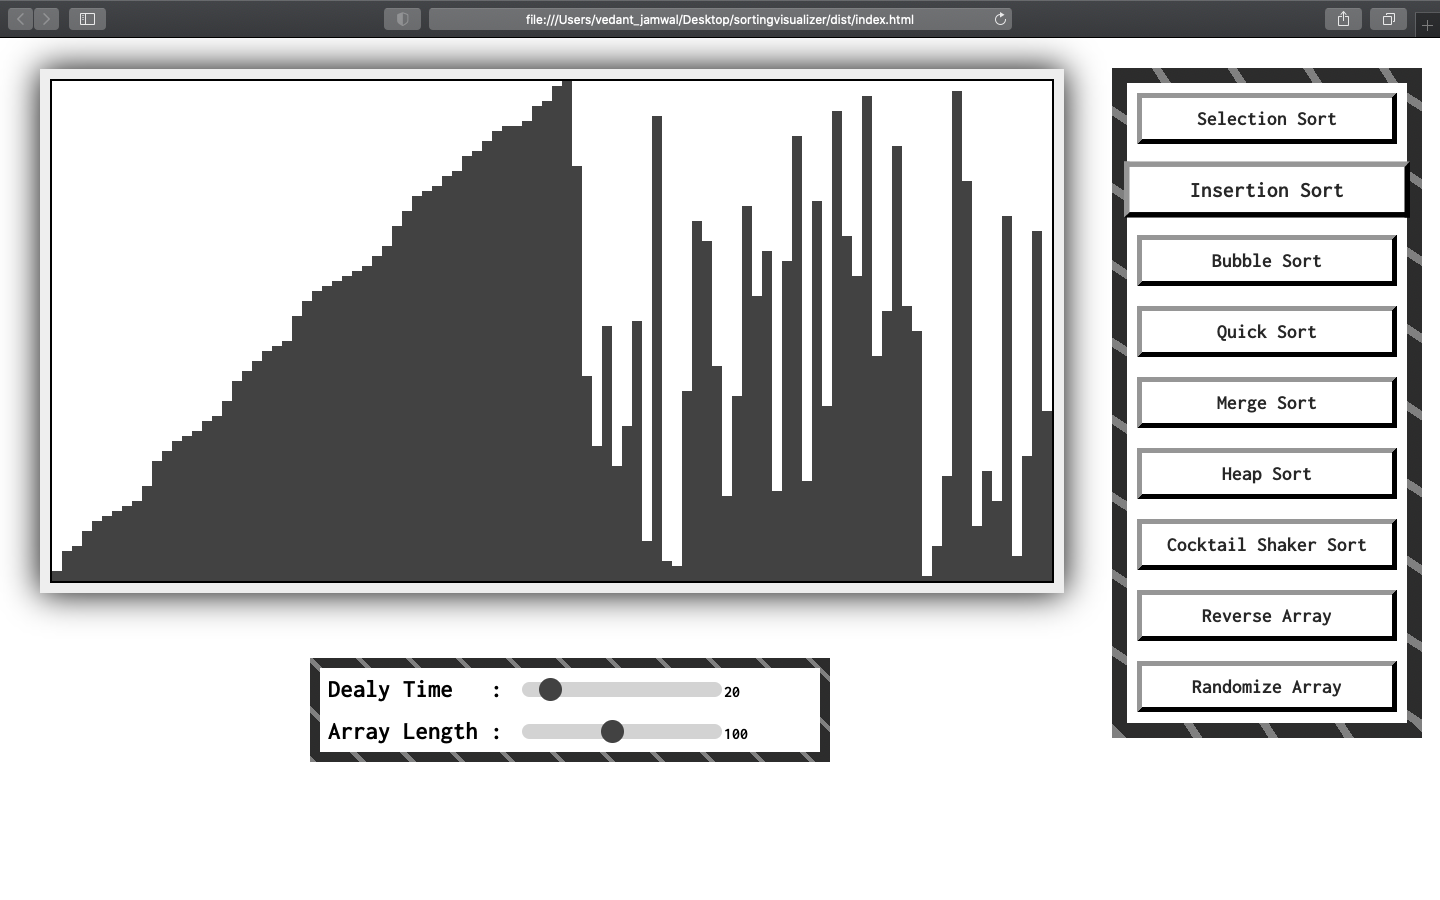 file:///Users/vedant_jamwal/Desktop/sortingvisualizer/dist/index.html
Selection Sort
Insertion Sort
Bubble Sort
Quick Sort
Merge Sort
Heap Sort
Cocktail Shaker Sort
Reverse Array
Randomize Array
Dealy Time : 20
Array Length : 100